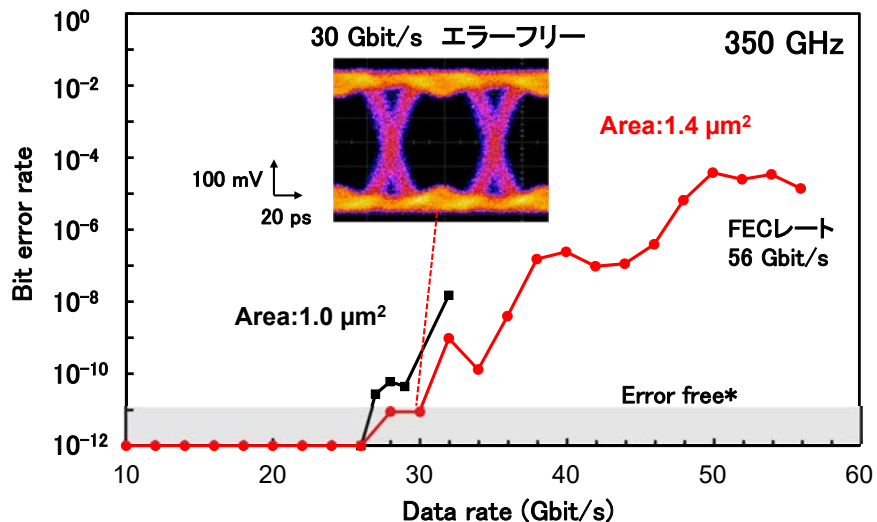 30 Gbit/s エラーフリー
350 GHz
Area:1.4 µm²
100 mV
20 ps
FECレート
56 Gbit/s
Area:1.0 µm²
Error free*
Bit error rate
10⁰
10⁻²
10⁻⁴
10⁻⁶
10⁻⁸
10⁻¹⁰
10⁻¹²
10 20 30 40 50 60
Data rate (Gbit/s)